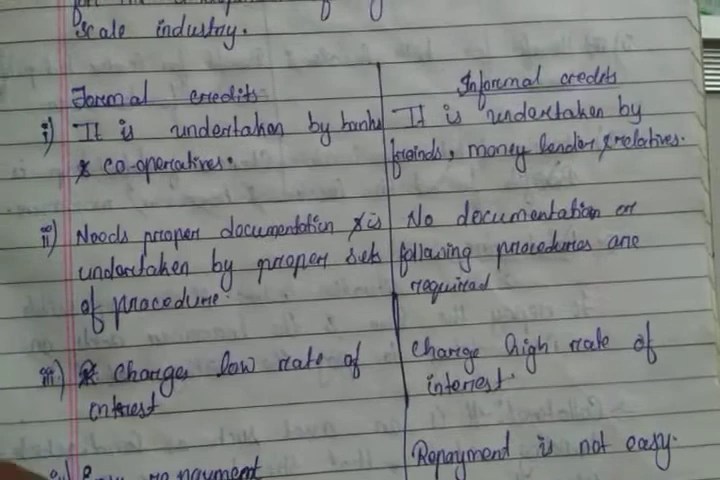 scale industry.
Formal credits
Informal credits
i) It is undertaken by banks
& co-operatives.
It is undertaken by
freinds, money lender & relatives.
ii) Needs proper documentation & is
undertaken by proper sets
of procedure.
No documentation or
following procedures are
required
iii) charges low rate of
intrest
Charge high rate of
interest.
Repayment is not easy.